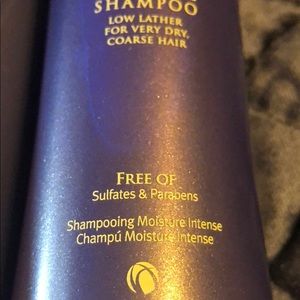 SHAMPOO
LOW LATHER
FOR VERY DRY,
COARSE HAIR
FREE OF
Sulfates & Parabens
Shampooing Moisture Intense
Champú Moisture Intense